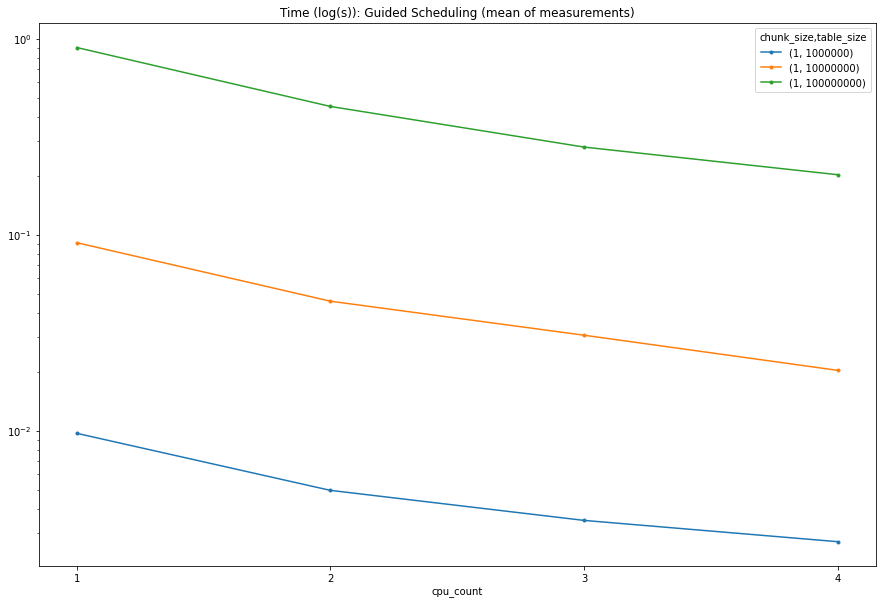 Time (log(s)): Guided Scheduling (mean of measurements)
chunk_size,table_size
(1, 1000000)
(1, 10000000)
(1, 100000000)
10⁰
10⁻¹
10⁻²
1 2 3 4
cpu_count